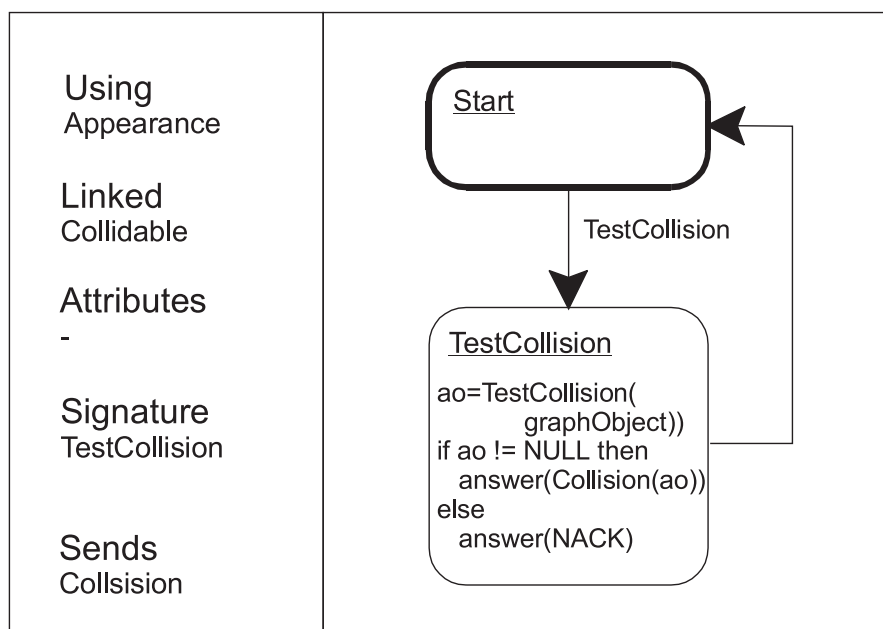 Using
Appearance
Linked
Collidable
Attributes
-
Signature
TestCollision
Sends
Collsision
Start
TestCollision
TestCollision
ao=TestCollision(
graphObject))
if ao != NULL then
answer(Collision(ao))
else
answer(NACK)